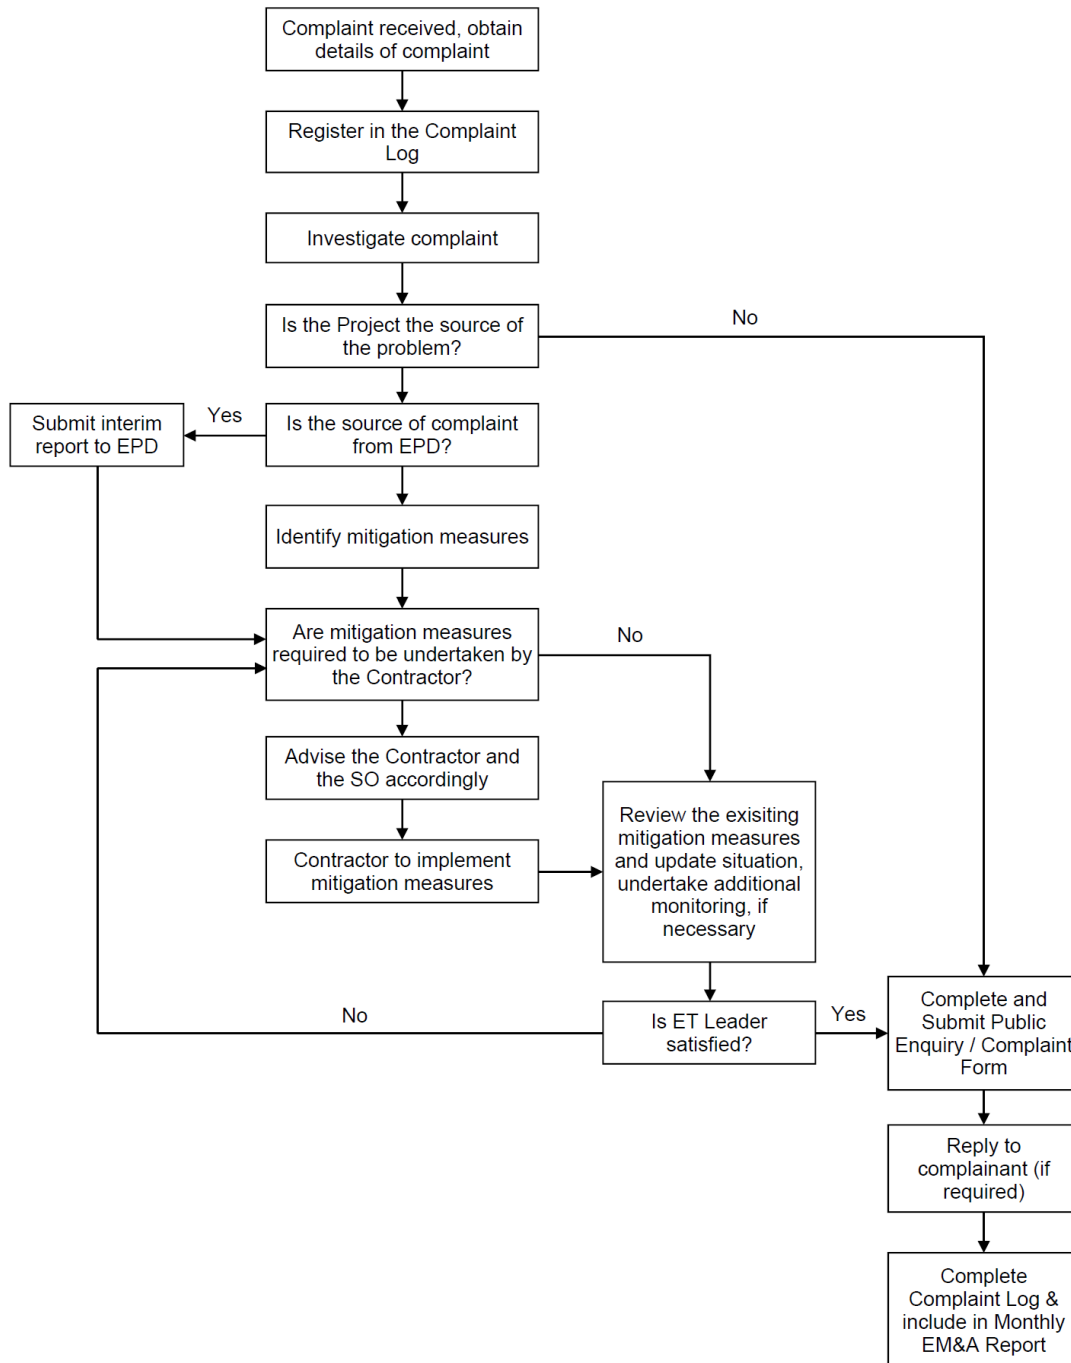 Complaint received, obtain
details of complaint
Register in the Complaint
Log
Investigate complaint
Is the Project the source of
the problem?
No
Submit interim
report to EPD
Yes
Is the source of complaint
from EPD?
Identify mitigation measures
Are mitigation measures
required to be undertaken by
the Contractor?
No
Advise the Contractor and
the SO accordingly
Contractor to implement
mitigation measures
Review the exisiting
mitigation measures
and update situation,
undertake additional
monitoring, if
necessary
No
Is ET Leader
satisfied?
Yes
Complete and
Submit Public
Enquiry / Complaint
Form
Reply to
complainant (if
required)
Complete
Complaint Log &
include in Monthly
EM&A Report